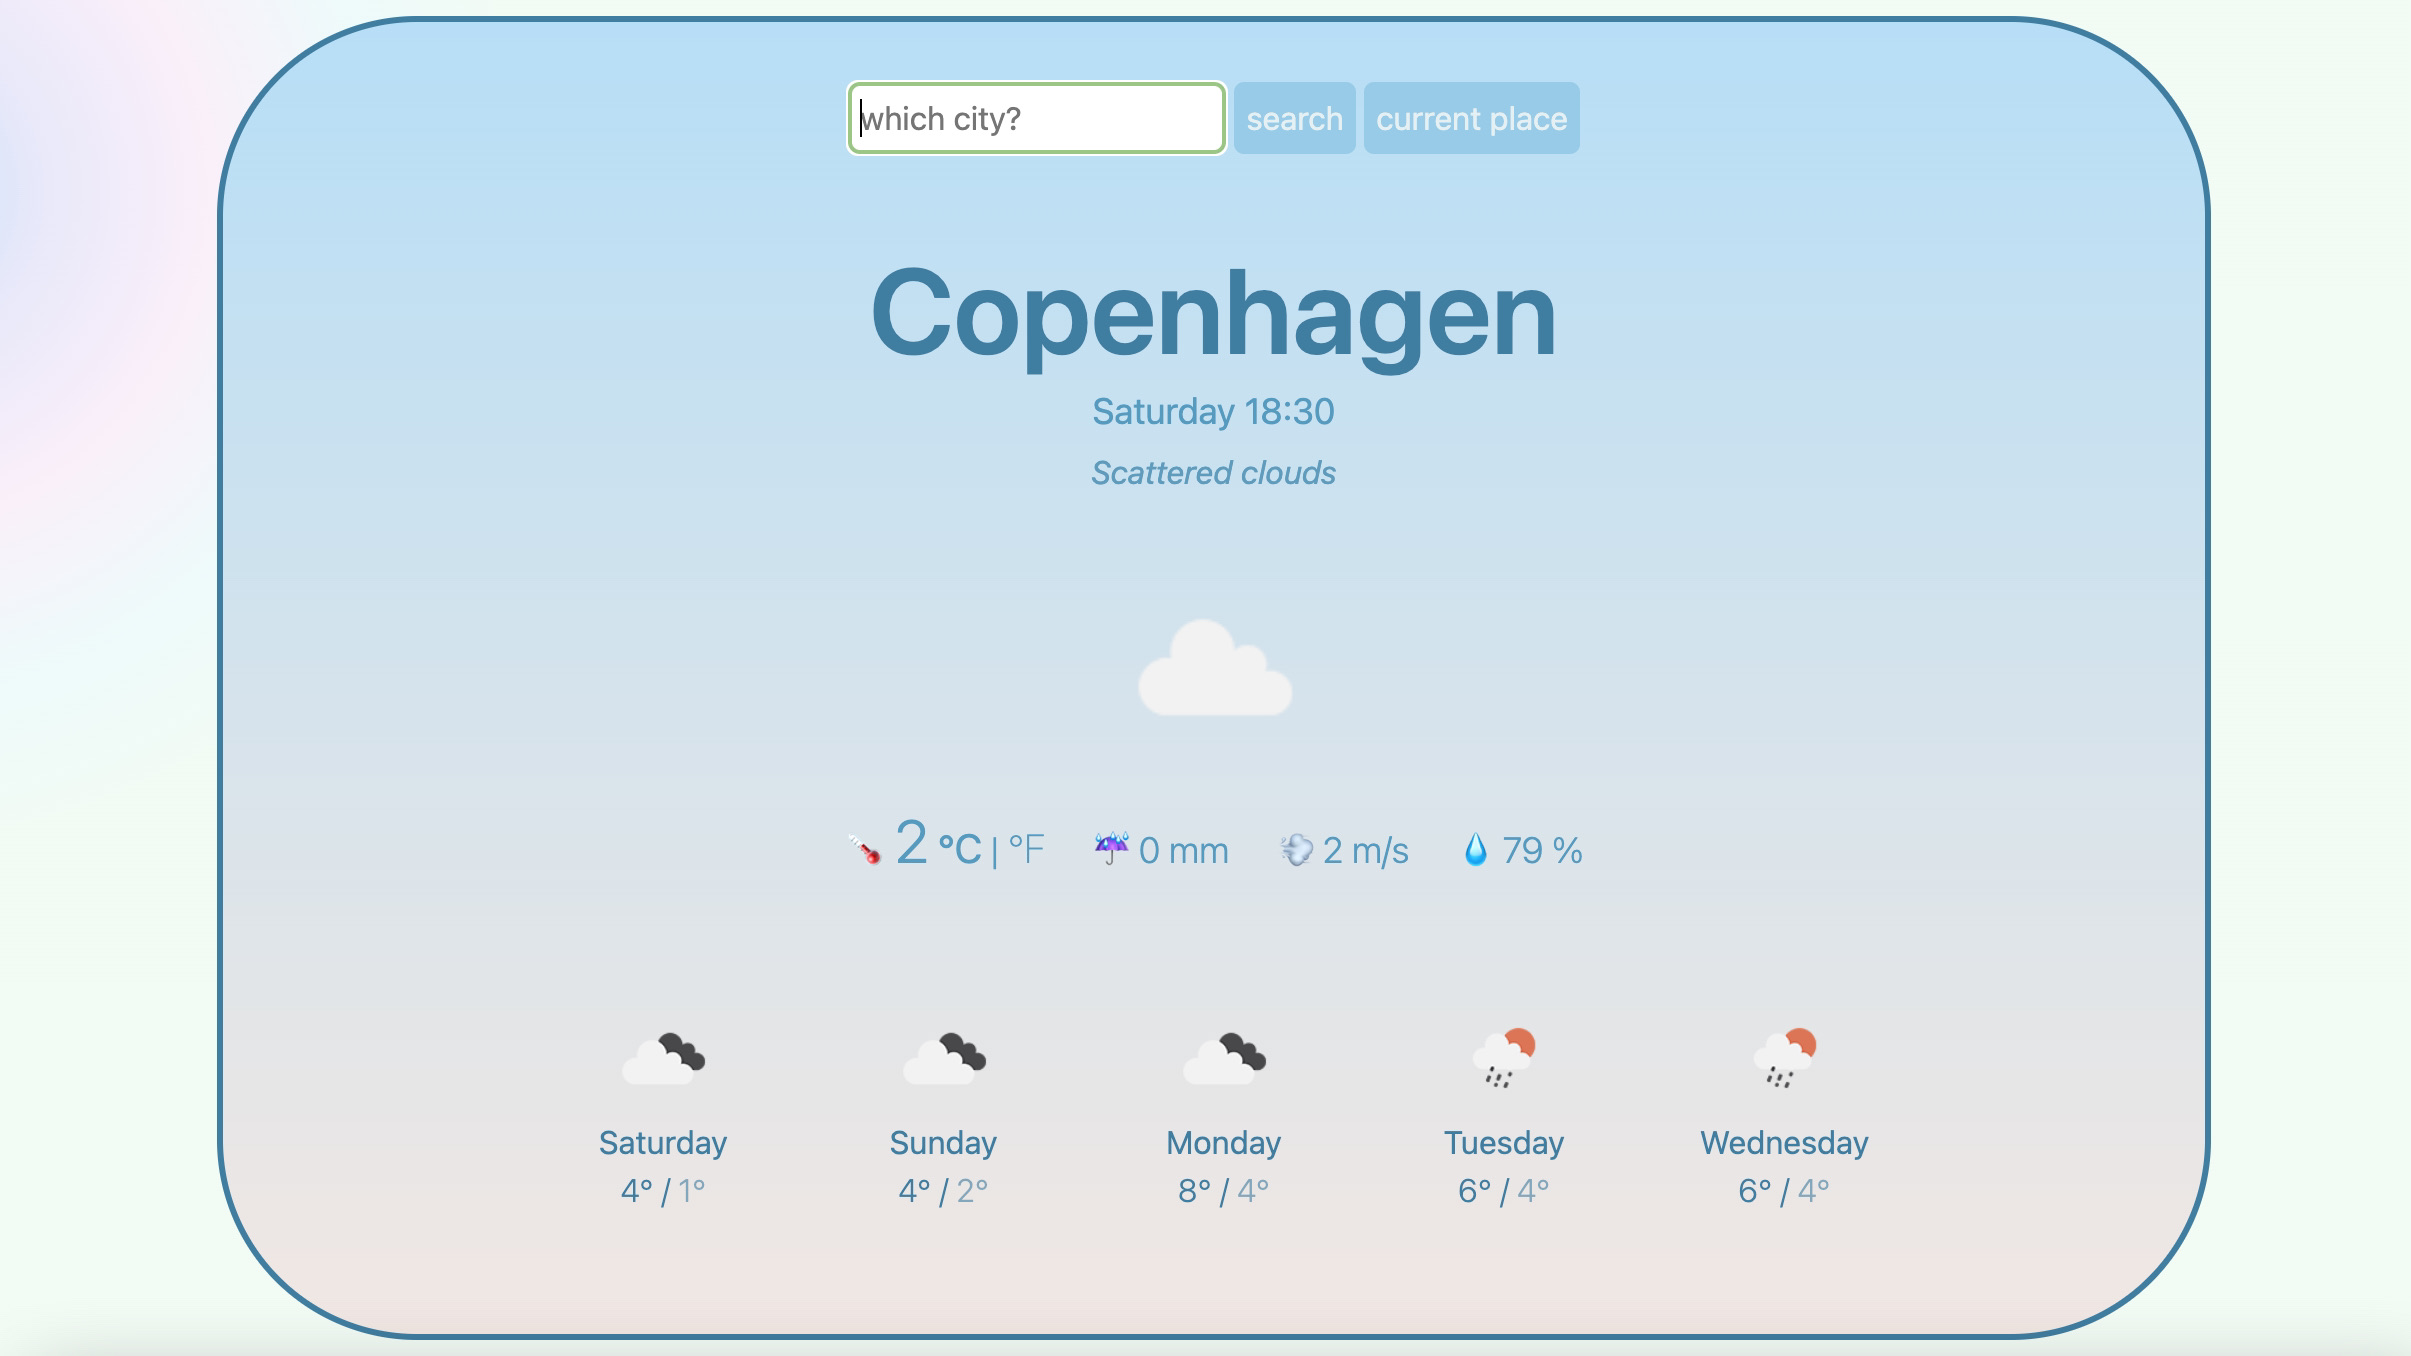 which city? search current place
Copenhagen
Saturday 18:30
Scattered clouds
2 °C | °F 0 mm 2 m/s 79 %
Saturday Sunday Monday Tuesday Wednesday
4° / 1° 4° / 2° 8° / 4° 6° / 4° 6° / 4°